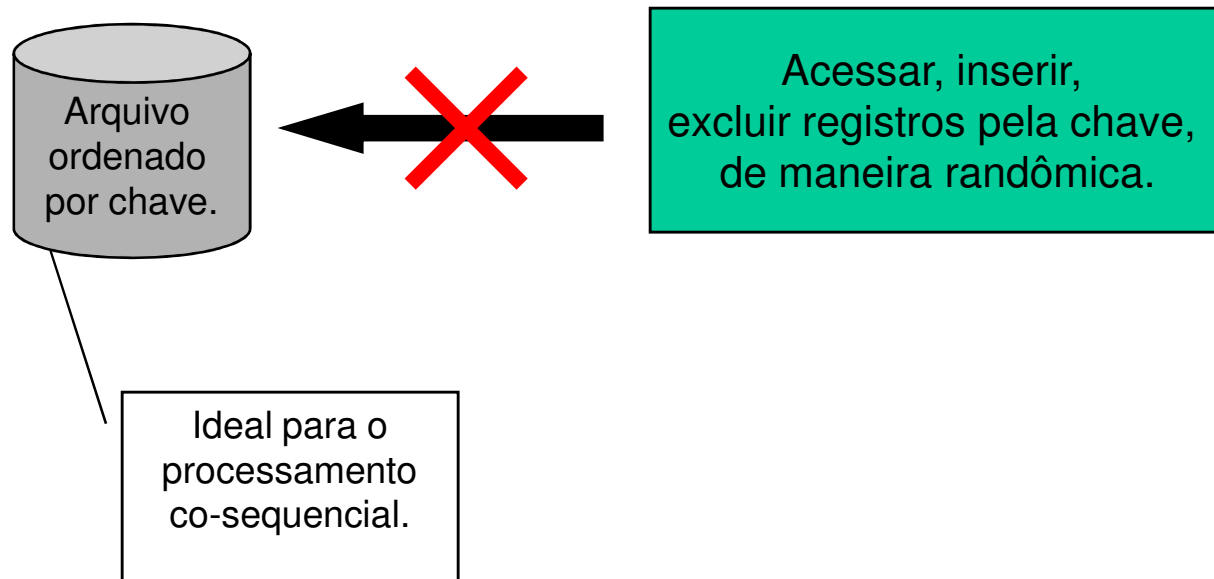 Arquivo
ordenado
por chave.
Acessar, inserir,
excluir registros pela chave,
de maneira randômica.
Ideal para o
processamento
co-sequencial.